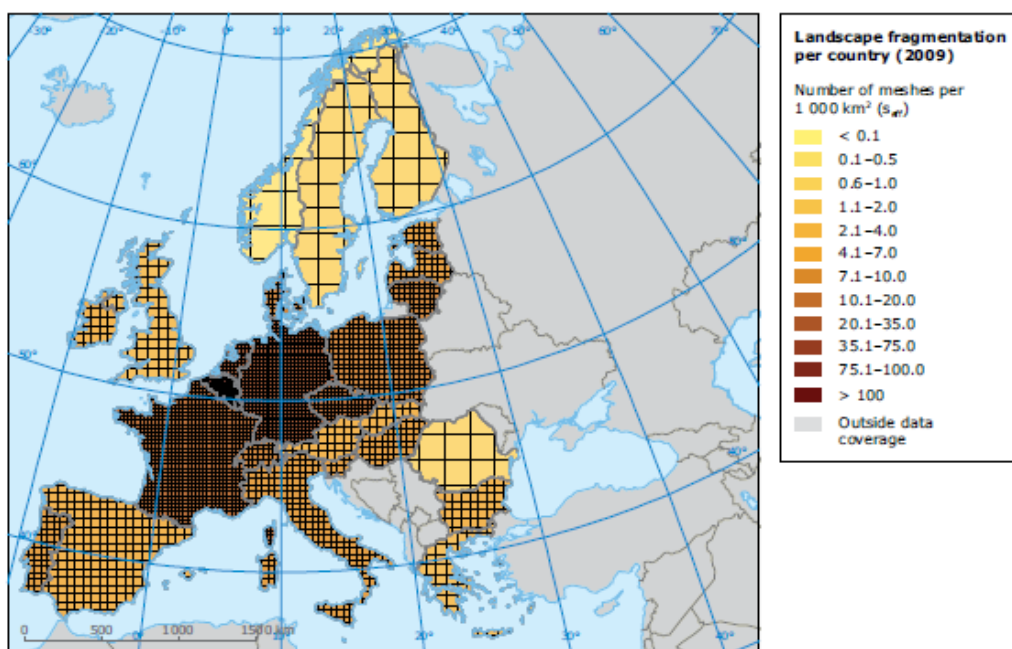 30° 20° 10° 0° 10° 20° 30° 40° 50° 60° 70°
60°
60°
50°
50°
40°
40°
0 500 1000 1500 km
20° 30° 40°
Landscape fragmentation
per country (2009)
Number of meshes per
1 000 km² (s_eff)
< 0.1
0.1–0.5
0.6–1.0
1.1–2.0
2.1–4.0
4.1–7.0
7.1–10.0
10.1–20.0
20.1–35.0
35.1–75.0
75.1–100.0
> 100
Outside data
coverage